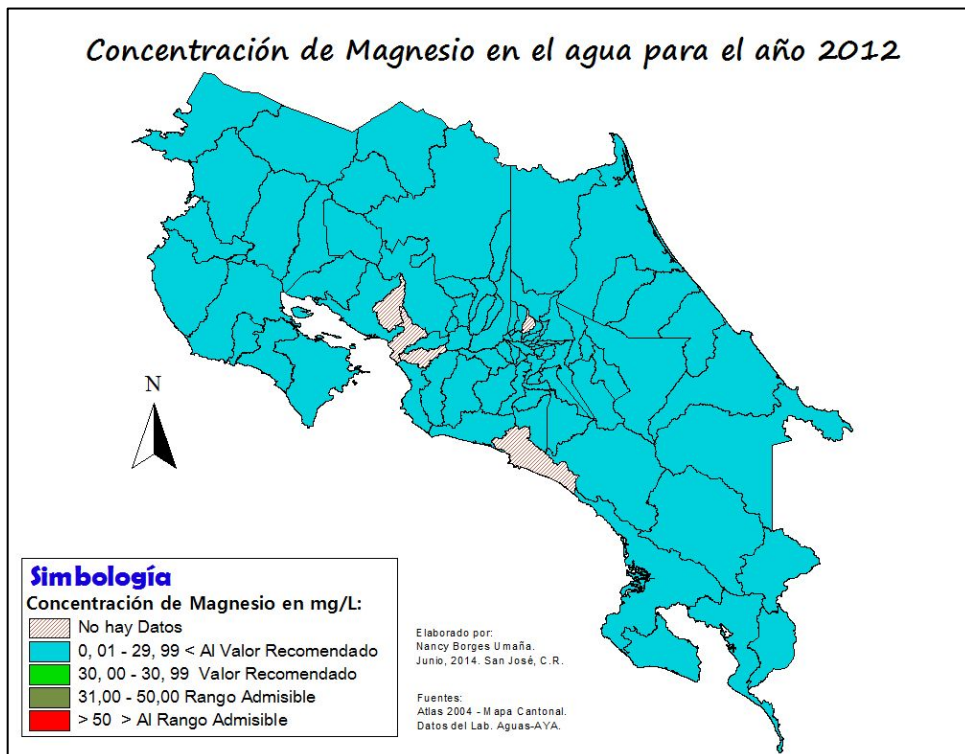 Concentración de Magnesio en el agua para el año 2012
N
Simbología
Concentración de Magnesio en mg/L:
No hay Datos
0, 01 - 29, 99 < Al Valor Recomendado
30, 00 - 30, 99 Valor Recomendado
31,00 - 50,00 Rango Admisible
> 50 > Al Rango Admisible
Elaborado por:
Nancy Borges Umaña.
Junio, 2014. San José, C.R.
Fuentes:
Atlas 2004 - Mapa Cantonal.
Datos del Lab. Aguas-AYA.